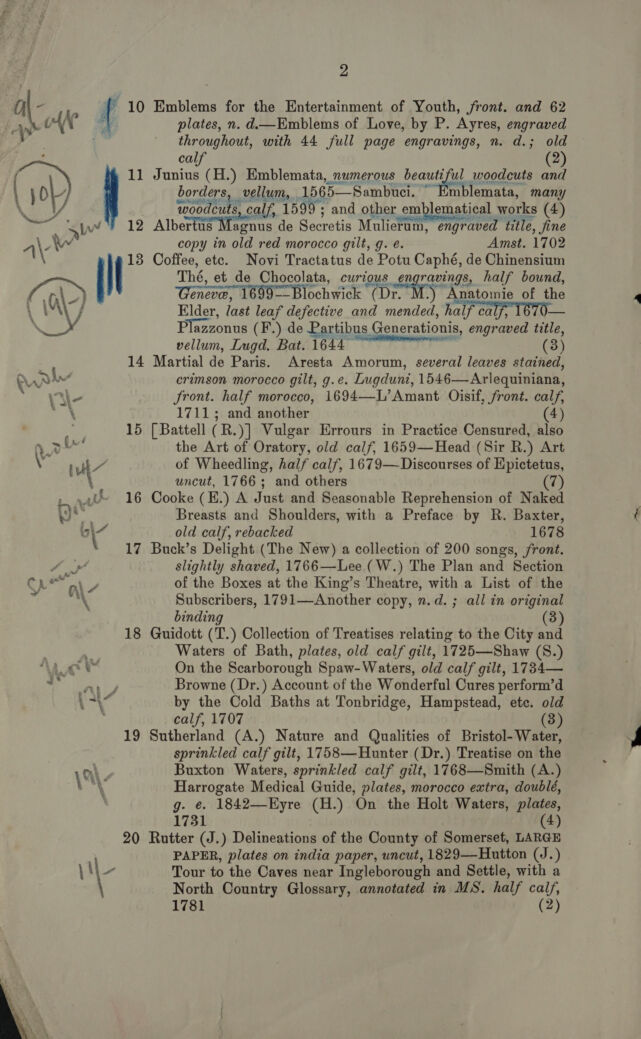 2
10 Emblems for the Entertainment of Youth, front. and 62
plates, n. d.—Emblems of Love, by P. Ayres, engraved
throughout, with 44 full page engravings, n. d.; old
calf (2)
11 Junius (H.) Emblemata, numerous beautiful woodcuts and
borders, vellum, 1565—Sambuci. Emblemata, many
woodcuts, calf, 1599; and other emblematical works (4)
12 Albertus Magnus de Secretis Mulierum, engraved title, fine
copy in old red morocco gilt, g. e. Amst. 1702
13 Coffee, etc. Novi Tractatus de Potu Caphé, de Chinensium
Thé, et de Chocolata, curious engravings, half bound,
Genevæ, 1699—Blochwick (Dr. M.) Anatomie of the
Elder, last leaf defective and mended, half calf, 1670—
Plazzonus (F.) de Partibus Generationis, engraved title,
vellum, Lugd. Bat. 1644 (3)
14 Martial de Paris. Aresta Amorum, several leaves stained,
crimson morocco gilt, g.e. Lugduni, 1546—Arlequiniana,
front. half morocco, 1694—L'Amant Oisif, front. calf,
1711; and another (4)
15 [Battell (R.)] Vulgar Errours in Practice Censured, also
the Art of Oratory, old calf, 1659—Head (Sir R.) Art
of Wheedling, half calf, 1679—Discourses of Epictetus,
uncut, 1766; and others (7)
16 Cooke (E.) A Just and Seasonable Reprehension of Naked
Breasts and Shoulders, with a Preface by R. Baxter,
old calf, rebacked 1678
17 Buck's Delight (The New) a collection of 200 songs, front.
slightly shaved, 1766—Lee (W.) The Plan and Section
of the Boxes at the King's Theatre, with a List of the
Subscribers, 1791—Another copy, n.d.; all in original
binding (3)
18 Guidott (T.) Collection of Treatises relating to the City and
Waters of Bath, plates, old calf gilt, 1725—Shaw (S.)
On the Scarborough Spaw-Waters, old calf gilt, 1734—
Browne (Dr.) Account of the Wonderful Cures perform'd
by the Cold Baths at Tonbridge, Hampstead, etc. old
calf, 1707 (3)
19 Sutherland (A.) Nature and Qualities of Bristol-Water,
sprinkled calf gilt, 1758—Hunter (Dr.) Treatise on the
Buxton Waters, sprinkled calf gilt, 1768—Smith (A.)
Harrogate Medical Guide, plates, morocco extra, doublé,
g. e. 1842—Eyre (H.) On the Holt Waters, plates,
1731 (4)
20 Rutter (J.) Delineations of the County of Somerset, LARGE
PAPER, plates on india paper, uncut, 1829—Hutton (J.)
Tour to the Caves near Ingleborough and Settle, with a
North Country Glossary, annotated in MS. half calf,
1781 (2)